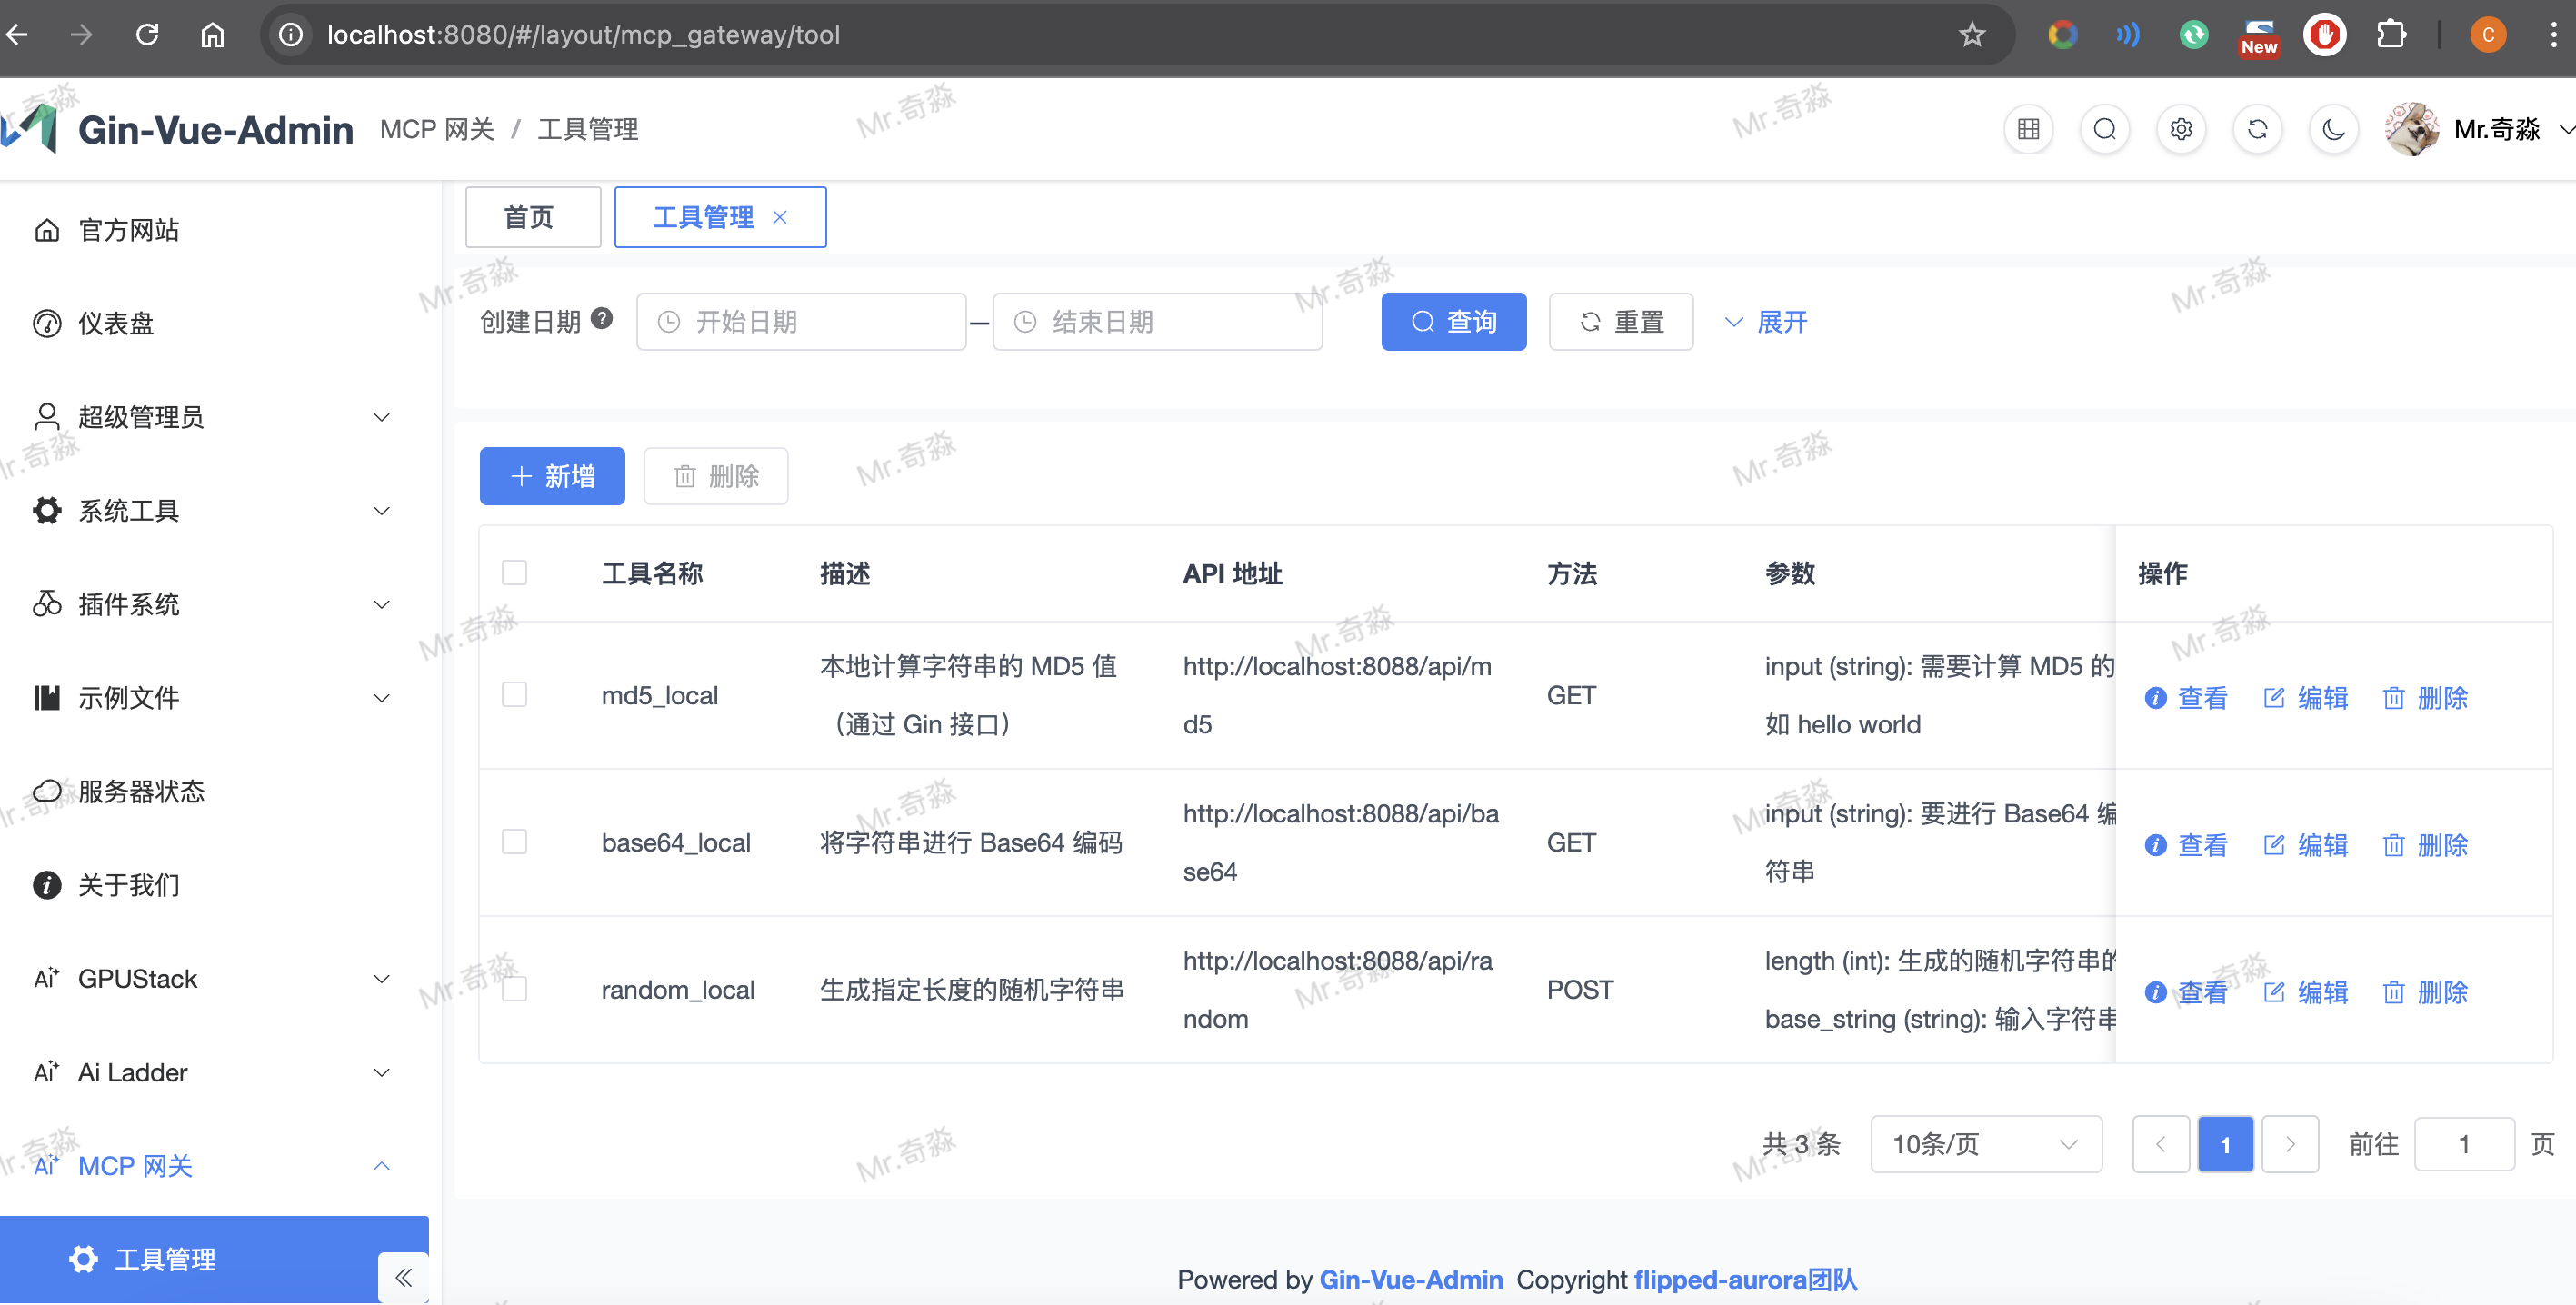 localhost:8080/#/layout/mcp_gateway/tool
New
C
Gin-Vue-Admin
MCP 网关 / 工具管理
Mr.奇淼
官方网站
仪表盘
超级管理员
系统工具
插件系统
示例文件
服务器状态
关于我们
Ai GPUStack
Ai Ladder
MCP 网关
工具管理
首页
工具管理
创建日期
开始日期
—
结束日期
查询
重置
展开
新增
删除
工具名称 描述 API 地址 方法 参数 操作
md5_local
本地计算字符串的 MD5 值
（通过 Gin 接口）
http://localhost:8088/api/m
d5
GET
input (string): 需要计算 MD5 的
如 hello world
查看 编辑 删除
base64_local
将字符串进行 Base64 编码
http://localhost:8088/api/ba
se64
GET
input (string): 要进行 Base64 编
符串
查看 编辑 删除
random_local
生成指定长度的随机字符串
http://localhost:8088/api/ra
ndom
POST
length (int): 生成的随机字符串的
base_string (string): 输入字符串
查看 编辑 删除
共 3 条
10条/页
1
前往 1 页
Powered by Gin-Vue-Admin Copyright flipped-aurora团队